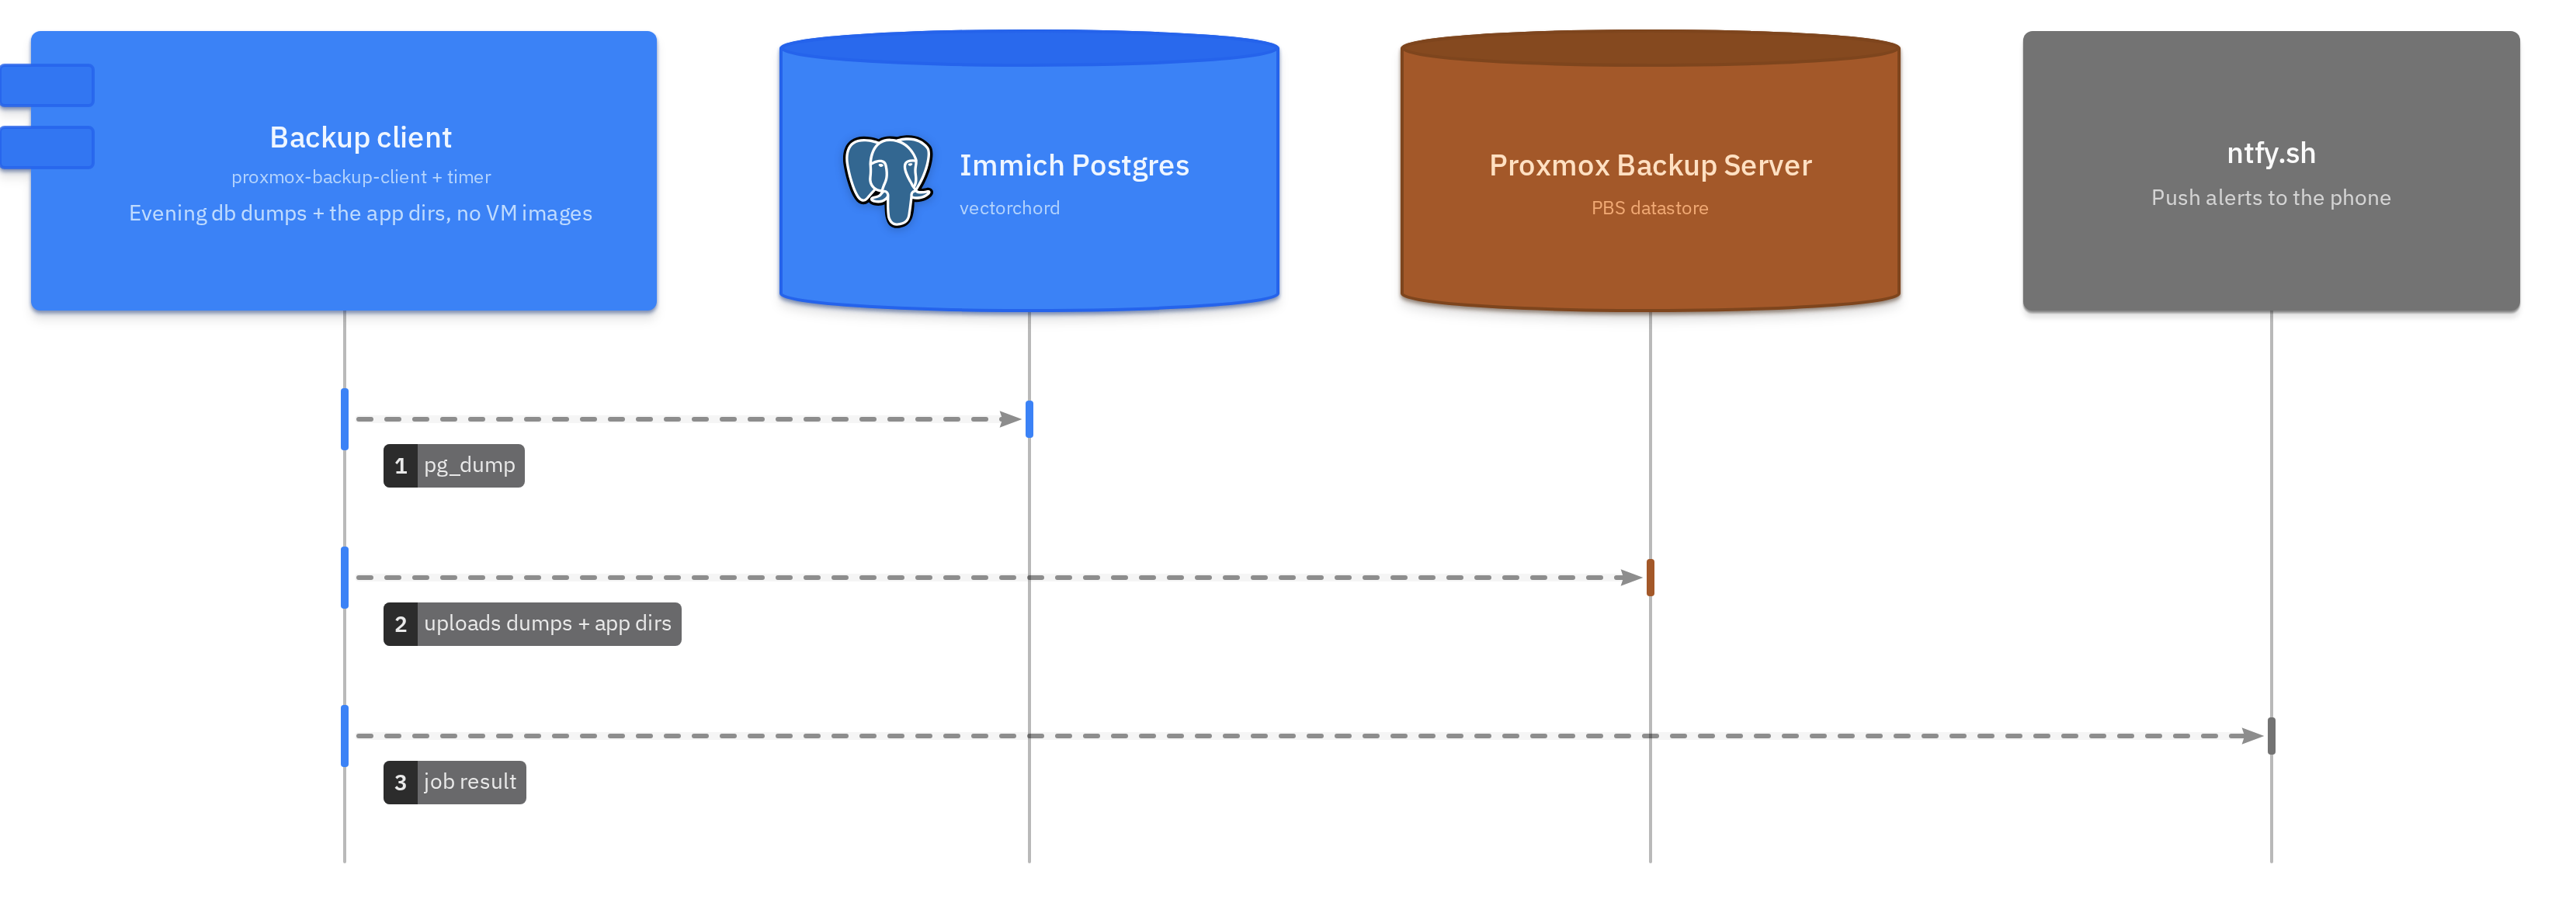 Backup client
proxmox-backup-client + timer
Evening db dumps + the app dirs, no VM images
Immich Postgres
vectorchord
Proxmox Backup Server
PBS datastore
ntfy.sh
Push alerts to the phone
1 pg_dump
2 uploads dumps + app dirs
3 job result